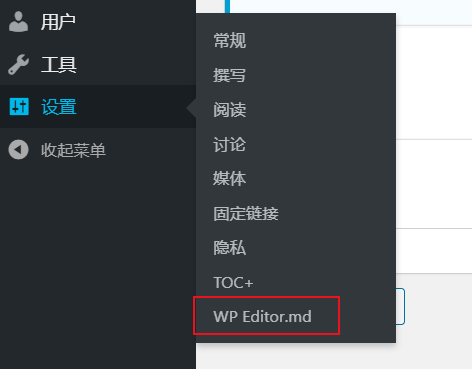 用户
工具
设置
收起菜单
常规
撰写
阅读
讨论
媒体
固定链接
隐私
TOC+
WP Editor.md